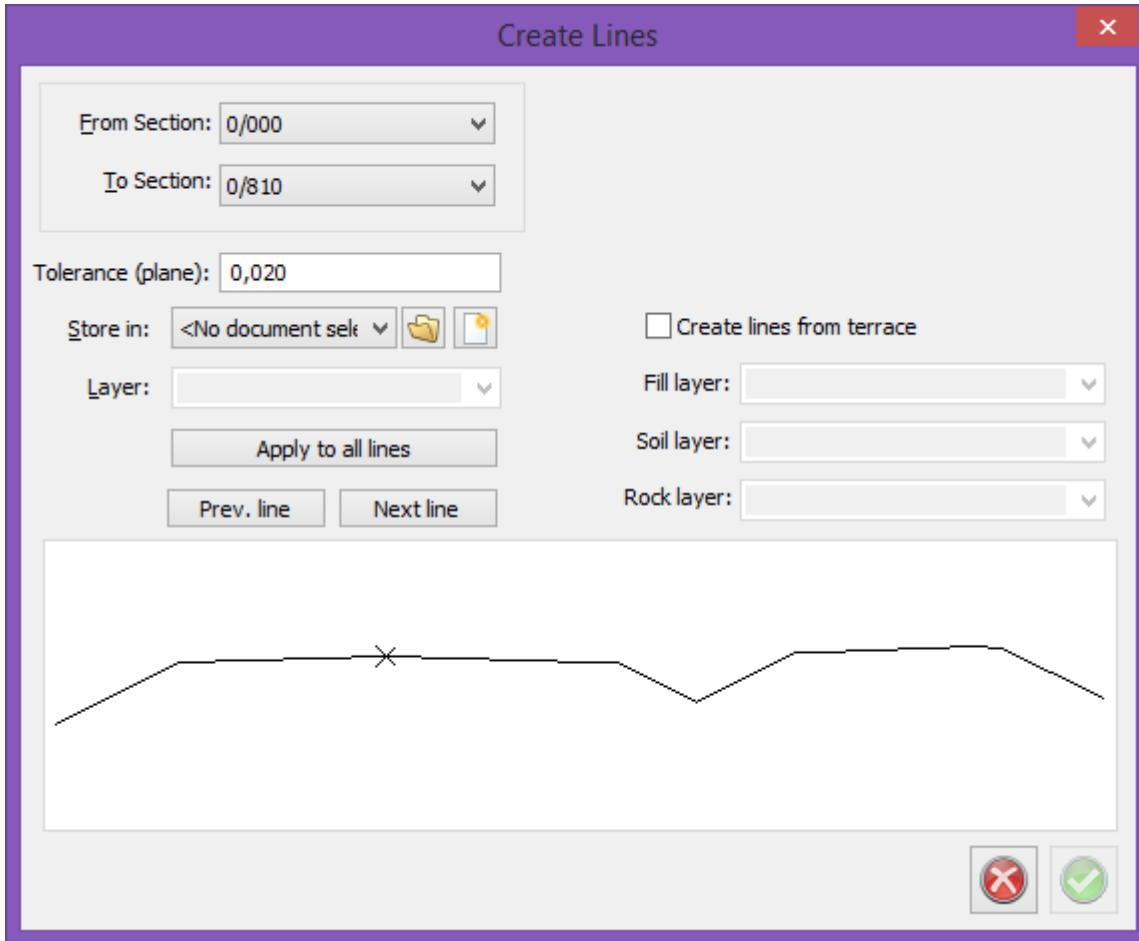 Create Lines
From Section: 0/000
To Section: 0/810
Tolerance (plane): 0,020
Store in: <No document sele
Create lines from terrace
Layer:
Fill layer:
Apply to all lines
Soil layer:
Prev. line
Next line
Rock layer: